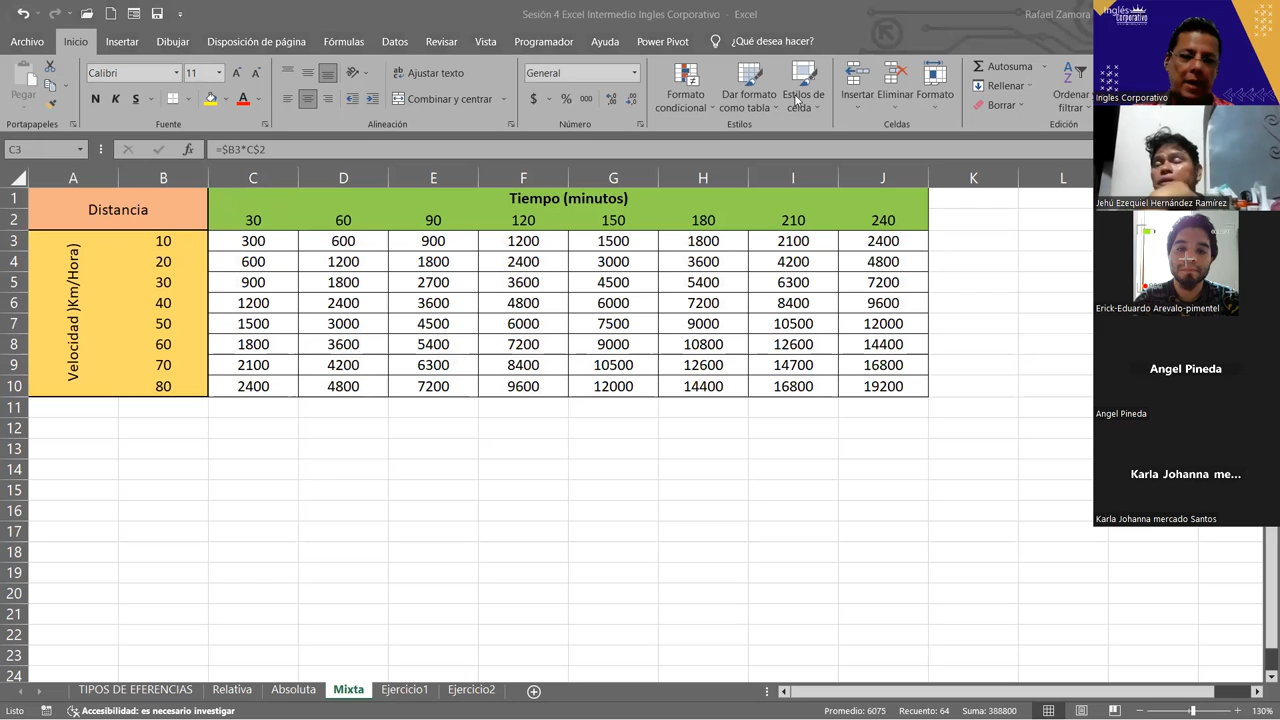 Sesión 4 Excel Intermedio Ingles Corporativo - Excel
Rafael Zamora
Archivo Inicio Insertar Dibujar Disposición de página Fórmulas Datos Revisar Vista Programador Ayuda Power Pivot ¿Qué desea hacer?
Pegar
Calibri 11
N K S
Ajustar texto
Combinar y centrar
General
$ % 000
Formato condicional
Dar formato como tabla
Estilos de celda
Insertar Eliminar Formato
Autosuma
Rellenar
Borrar
Ordenar
filtrar
Portapapeles Fuente Alineación Número Estilos Celdas Edición
C3 fx =$B3*C$2
A B C D E F G H I J K L
1 Distancia Tiempo (minutos)
2 30 60 90 120 150 180 210 240
Velocidad )Km/Hora)
3 10 300 600 900 1200 1500 1800 2100 2400
4 20 600 1200 1800 2400 3000 3600 4200 4800
5 30 900 1800 2700 3600 4500 5400 6300 7200
6 40 1200 2400 3600 4800 6000 7200 8400 9600
7 50 1500 3000 4500 6000 7500 9000 10500 12000
8 60 1800 3600 5400 7200 9000 10800 12600 14400
9 70 2100 4200 6300 8400 10500 12600 14700 16800
10 80 2400 4800 7200 9600 12000 14400 16800 19200
11
12
13
14
15
16
17
18
19
20
21
22
23
24
TIPOS DE EFERENCIAS Relativa Absoluta Mixta Ejercicio1 Ejercicio2
Listo Accesibilidad: es necesario investigar Promedio: 6075 Recuento: 64 Suma: 388800 130%
Inglés
Corporativo
Ingles Corporativo
Jehú Ezequiel Hernández Ramírez
Erick-Eduardo Arevalo-pimentel
Angel Pineda
Angel Pineda
Karla Johanna me...
Karla Johanna mercado Santos